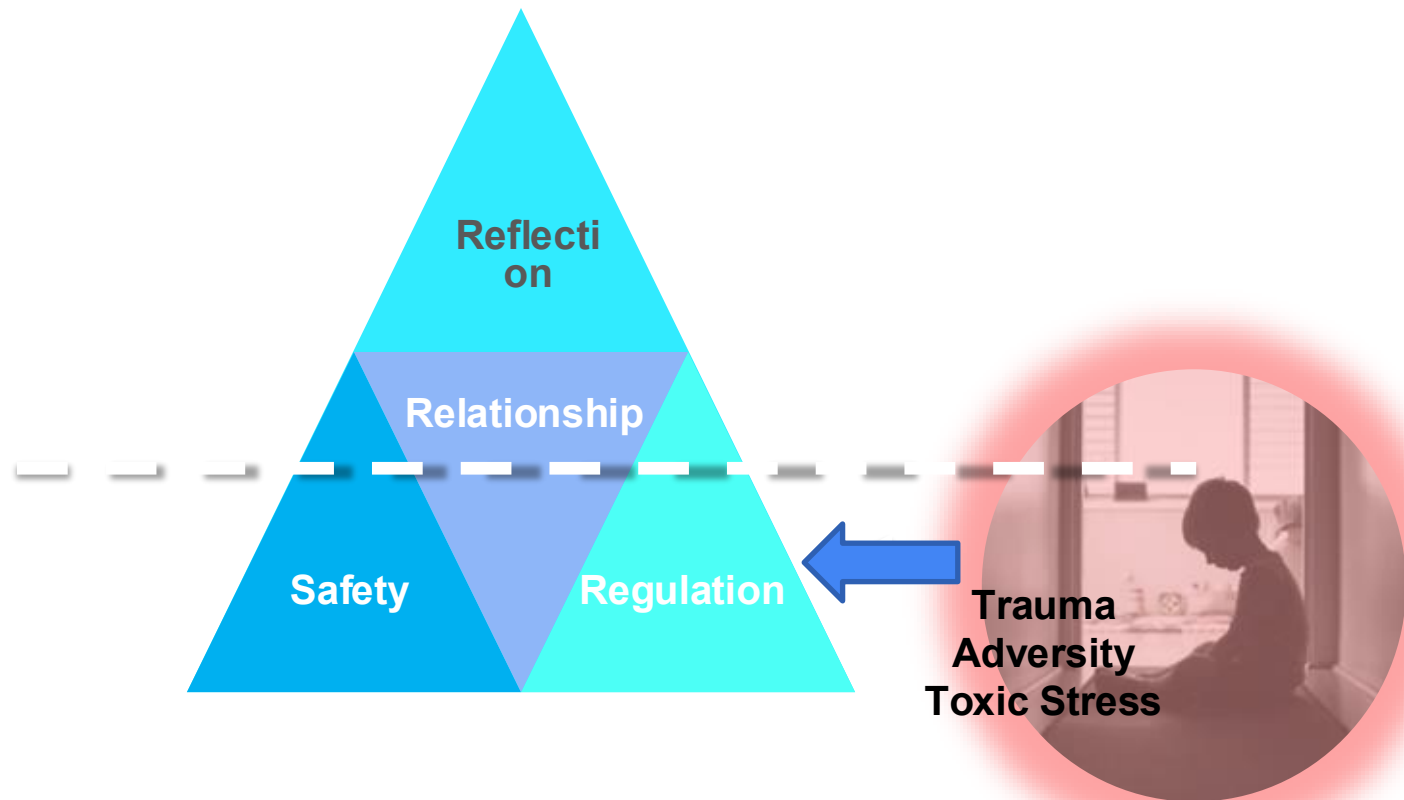 Reflecti
on
Relationship
Safety
Regulation
Trauma
Adversity
Toxic Stress